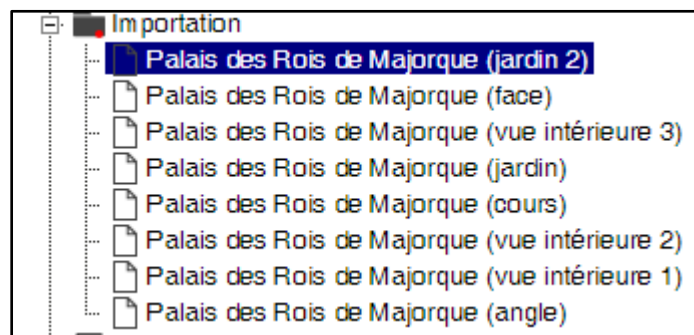 Importation
Palais des Rois de Majorque (jardin 2)
Palais des Rois de Majorque (face)
Palais des Rois de Majorque (vue intérieure 3)
Palais des Rois de Majorque (jardin)
Palais des Rois de Majorque (cours)
Palais des Rois de Majorque (vue intérieure 2)
Palais des Rois de Majorque (vue intérieure 1)
Palais des Rois de Majorque (angle)